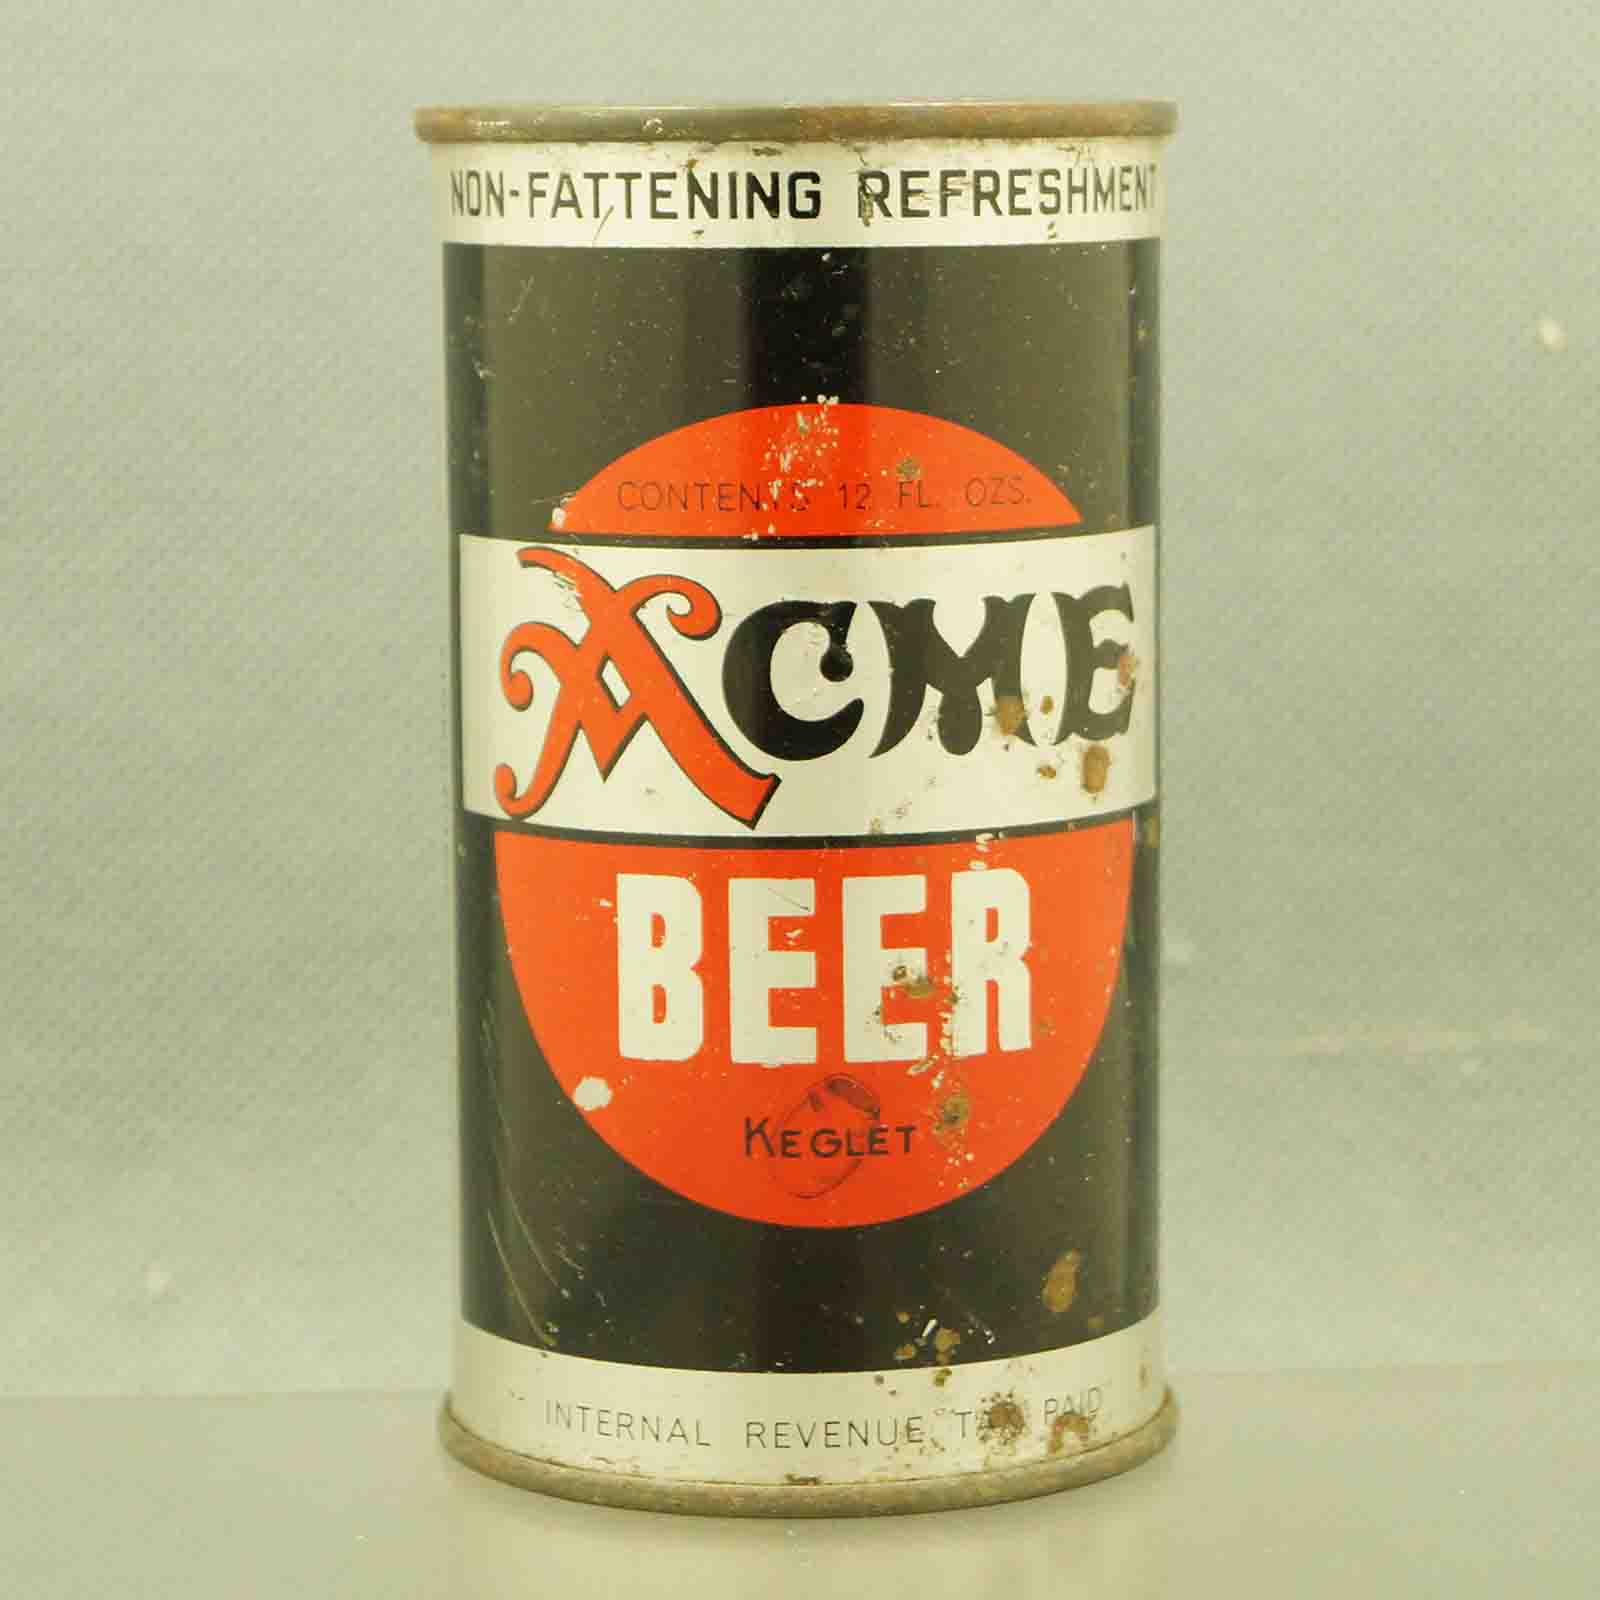 NON-FATTENING REFRESHMENT
CONTENTS 12 FL. OZS.
ACME
BEER
KEGLET
INTERNAL REVENUE TAX PAID